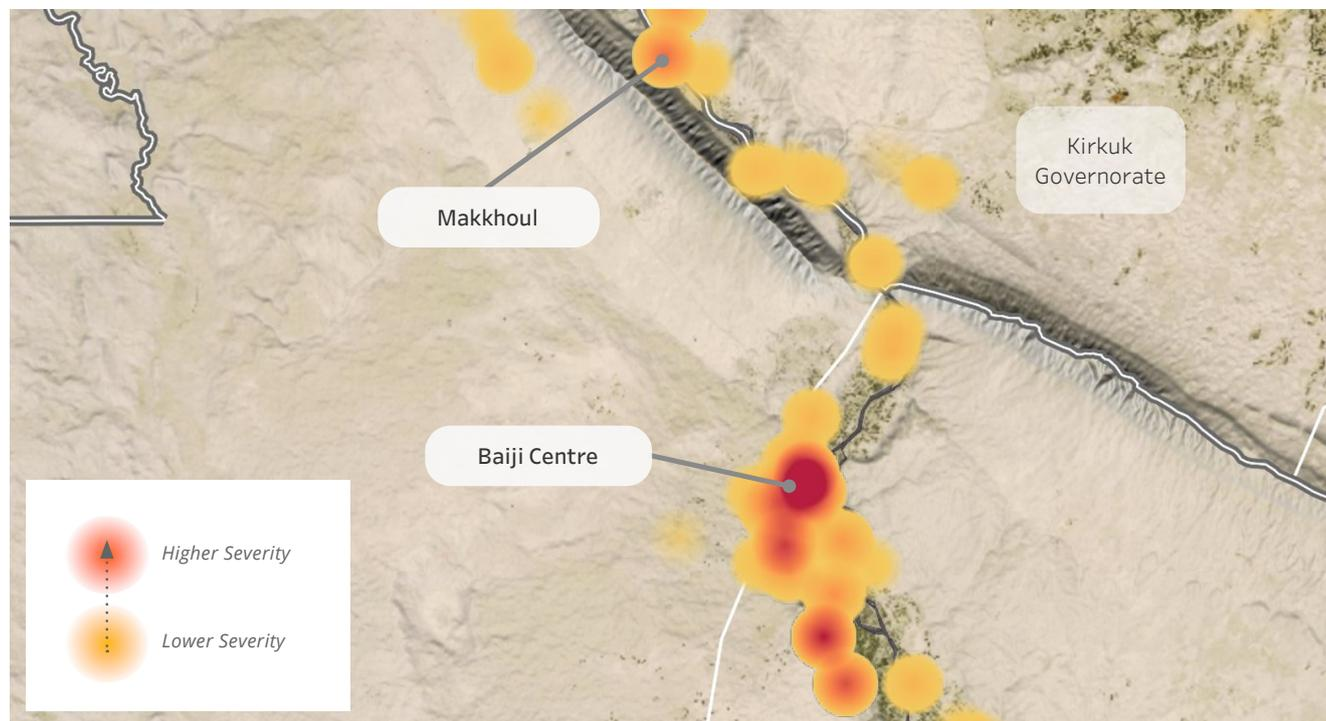 Kirkuk
Governorate
Makkhoul
Baiji Centre
Higher Severity
Lower Severity